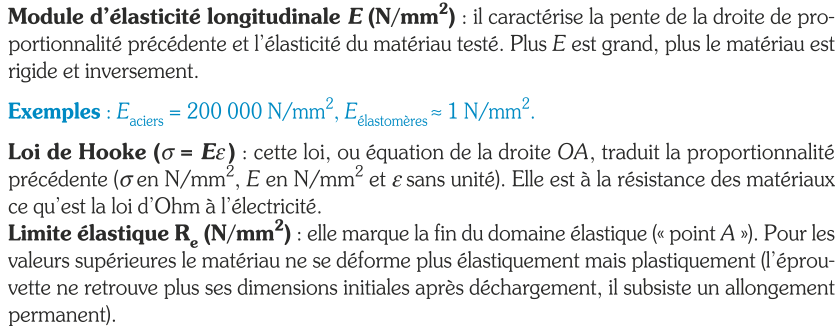 Module d'élasticité longitudinale E (N/mm²) : il caractérise la pente de la droite de pro-
portionnalité précédente et l'élasticité du matériau testé. Plus E est grand, plus le matériau est
rigide et inversement.
Exemples : E_aciers = 200 000 N/mm², E_élastomères ≈ 1 N/mm².
Loi de Hooke (σ = Eε) : cette loi, ou équation de la droite OA, traduit la proportionnalité
précédente (σ en N/mm², E en N/mm² et ε sans unité). Elle est à la résistance des matériaux
ce qu'est la loi d'Ohm à l'électricité.
Limite élastique R_e (N/mm²) : elle marque la fin du domaine élastique (« point A »). Pour les
valeurs supérieures le matériau ne se déforme plus élastiquement mais plastiquement (l'éprou-
vette ne retrouve plus ses dimensions initiales après déchargement, il subsiste un allongement
permanent).